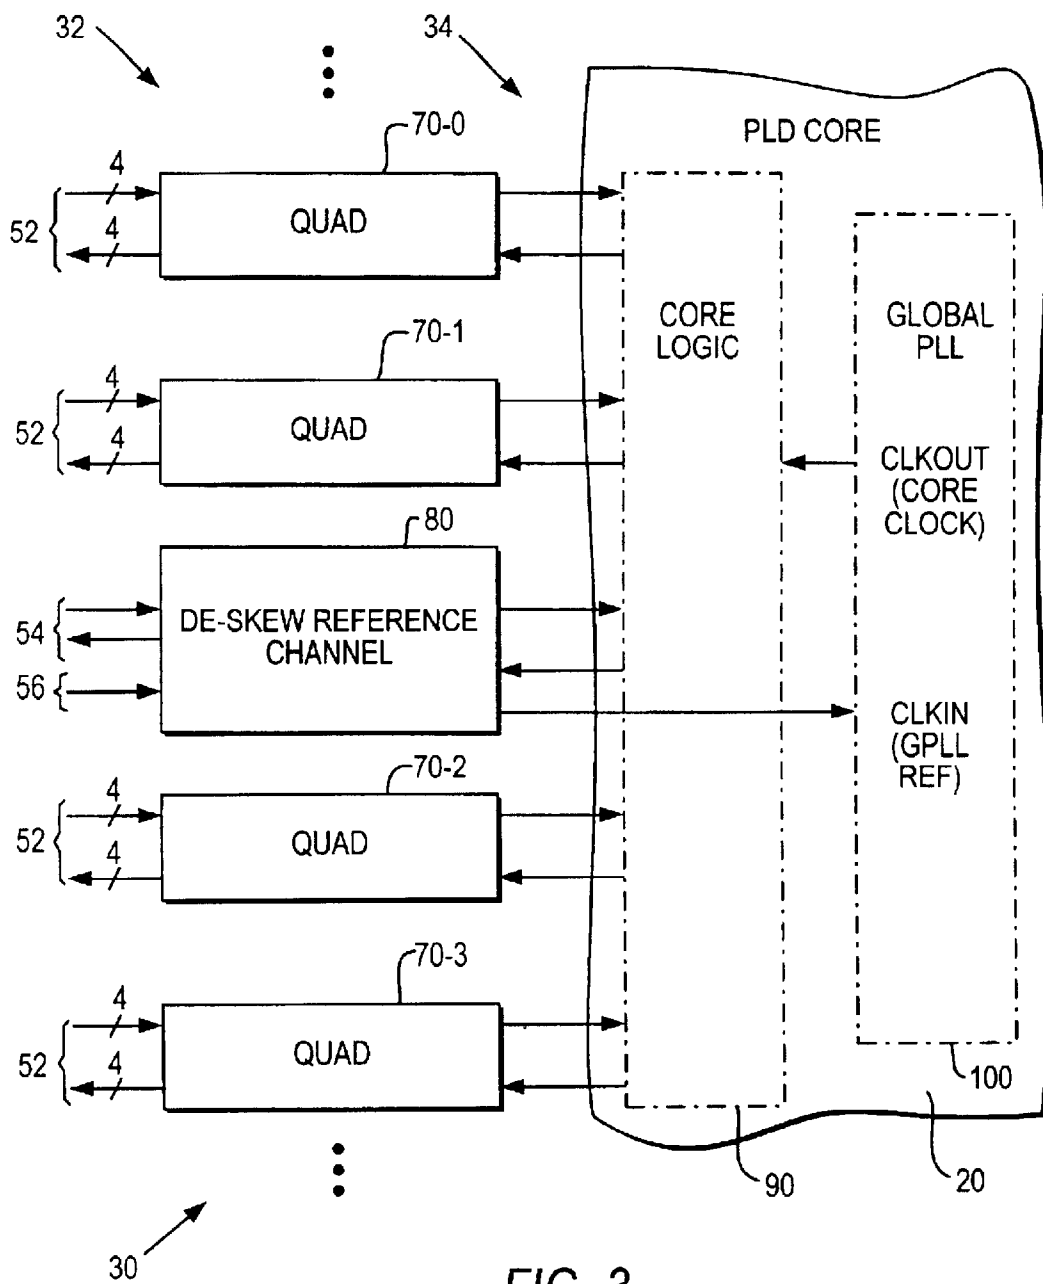 32
34
70-0
PLD CORE
4
52
4
QUAD
CORE
LOGIC
GLOBAL
PLL
70-1
4
52
4
QUAD
CLKOUT
(CORE
CLOCK)
80
54
56
DE-SKEW REFERENCE
CHANNEL
CLKIN
(GPLL
REF)
70-2
4
52
4
QUAD
70-3
4
52
4
QUAD
100
90
20
30
FIG. 3